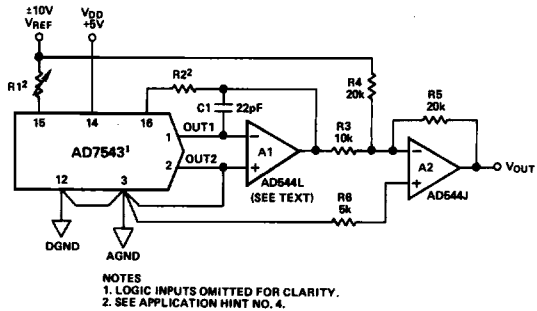 ±10V
VREF
VDD
+5V
R1²
R2²
C1
22pF
R4
20k
R5
20k
15
14
16
OUT1
AD7543¹
1
2
OUT2
A1
AD544L
(SEE TEXT)
R3
10k
A2
AD544J
VOUT
12
3
R6
5k
DGND
AGND
NOTES
1. LOGIC INPUTS OMITTED FOR CLARITY.
2. SEE APPLICATION HINT NO. 4.